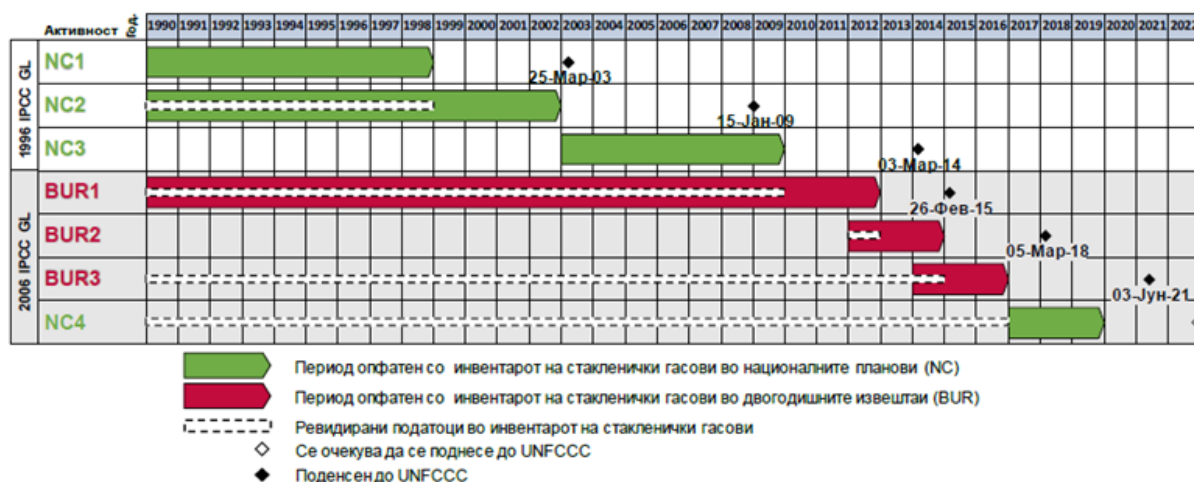 Активност Год. 1990 1991 1992 1993 1994 1995 1996 1997 1998 1999 2000 2001 2002 2003 2004 2005 2006 2007 2008 2009 2010 2011 2012 2013 2014 2015 2016 2017 2018 2019 2020 2021 2022
1996 IPCC GL
NC1
25-Мар-03
NC2
15-Јан-09
NC3
03-Мар-14
2006 IPCC GL
BUR1
26-Фев-15
BUR2
05-Мар-18
BUR3
03-Јун-21
NC4
Период опфатен со инвентарот на стакленички гасови во националните планови (NC)
Период опфатен со инвентарот на стакленички гасови во двогодишните извештаи (BUR)
Ревидирани податоци во инвентарот на стакленички гасови
Се очекува да се поднесе до UNFCCC
Поденсен до UNFCCC